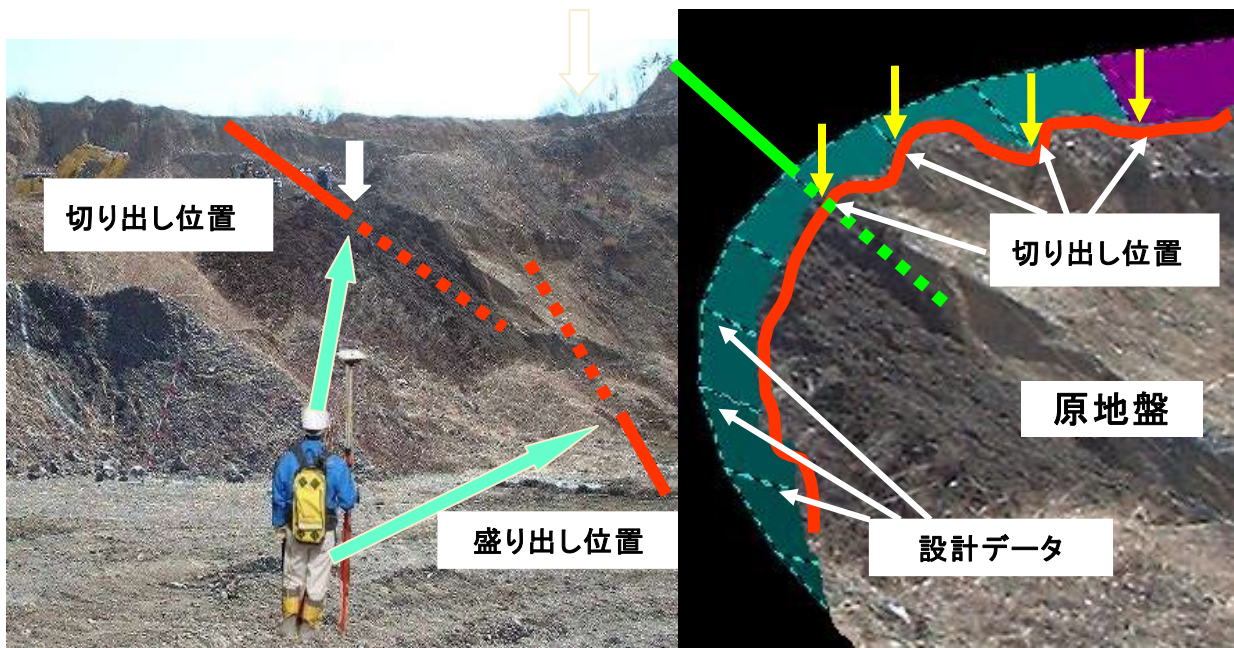 切り出し位置
盛り出し位置
切り出し位置
原地盤
設計データ